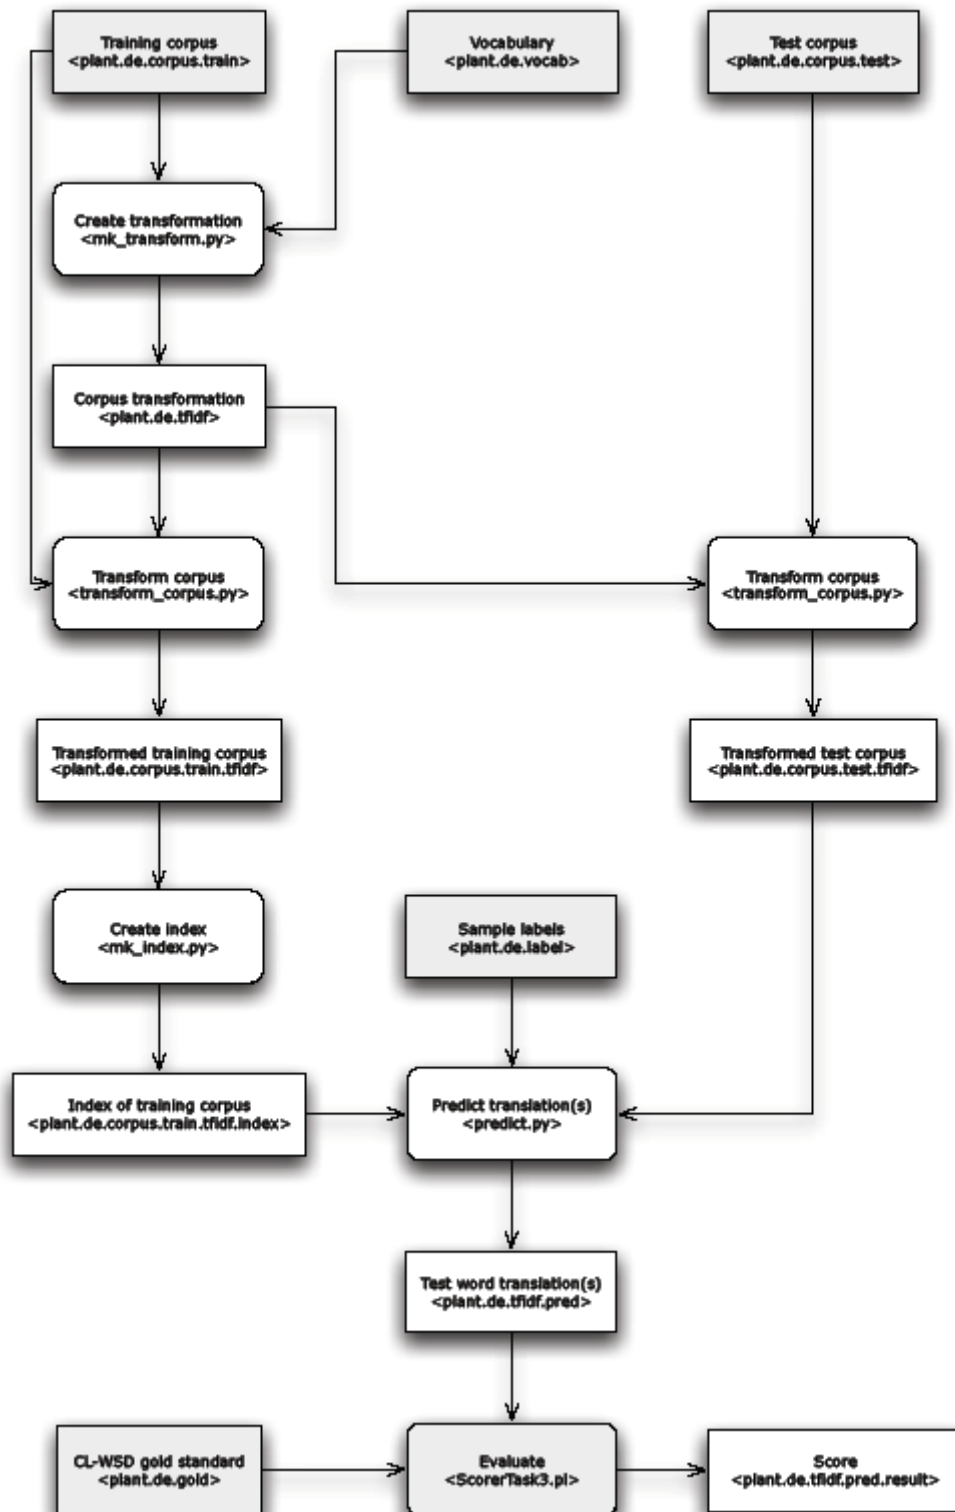 Training corpus
<plant.de.corpus.train>
Vocabulary
<plant.de.vocab>
Test corpus
<plant.de.corpus.test>
Create transformation
<mk_transform.py>
Corpus transformation
<plant.de.tfidf>
Transform corpus
<transform_corpus.py>
Transform corpus
<transform_corpus.py>
Transformed training corpus
<plant.de.corpus.train.tfidf>
Transformed test corpus
<plant.de.corpus.test.tfidf>
Create index
<mk_index.py>
Sample labels
<plant.de.label>
Index of training corpus
<plant.de.corpus.train.tfidf.index>
Predict translation(s)
<predict.py>
Test word translation(s)
<plant.de.tfidf.pred>
CL-WSD gold standard
<plant.de.gold>
Evaluate
<ScorerTask3.pl>
Score
<plant.de.tfidf.pred.result>